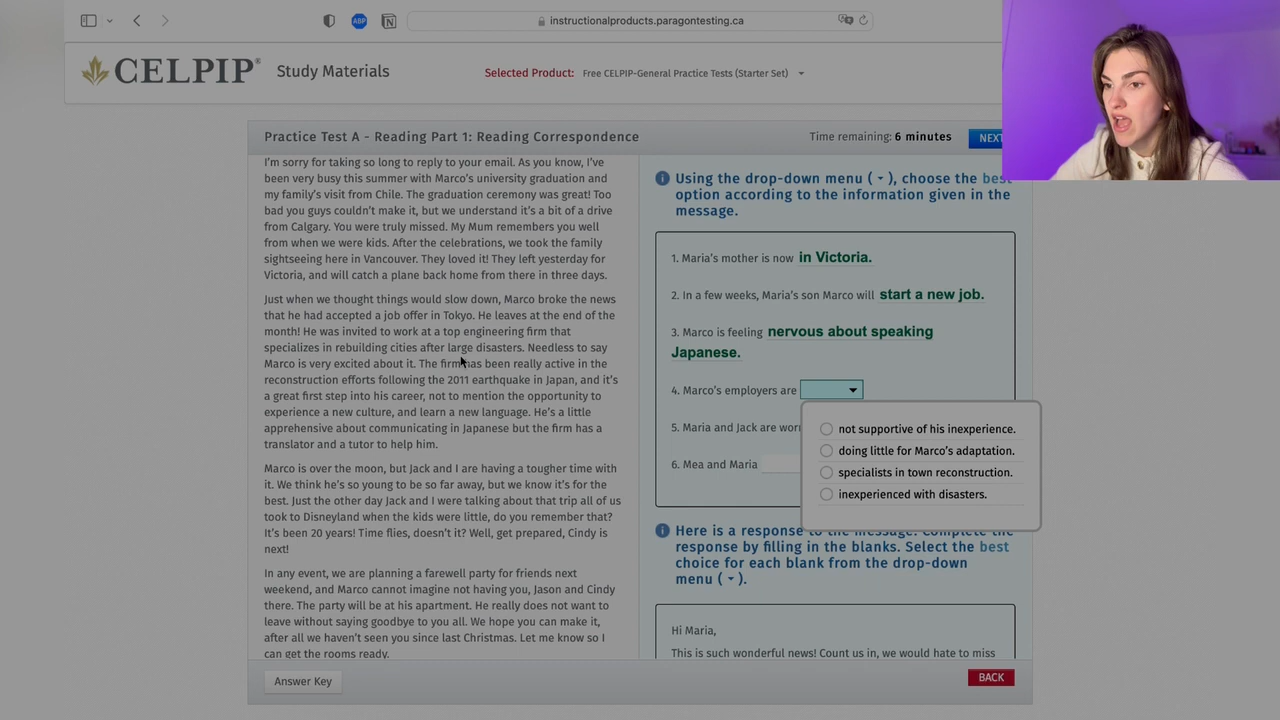 instructionalproducts.paragontesting.ca
ABP
CELPIP®
Study Materials
Selected Product: Free CELPIP-General Practice Tests (Starter Set)
Practice Test A - Reading Part 1: Reading Correspondence
Time remaining: 6 minutes
NEXT
I'm sorry for taking so long to reply to your email. As you know, I've
been very busy this summer with Marco's university graduation and
my family's visit from Chile. The graduation ceremony was great! Too
bad you guys couldn't make it, but we understand it's a bit of a drive
from Calgary. You were truly missed. My Mum remembers you well
from when we were kids. After the celebrations, we took the family
sightseeing here in Vancouver. They loved it! They left yesterday for
Victoria, and will catch a plane back home from there in three days.
Just when we thought things would slow down, Marco broke the news
that he had accepted a job offer in Tokyo. He leaves at the end of the
month! He was invited to work at a top engineering firm that
specializes in rebuilding cities after large disasters. Needless to say
Marco is very excited about it. The firm has been really active in the
reconstruction efforts following the 2011 earthquake in Japan, and it's
a great first step into his career, not to mention the opportunity to
experience a new culture, and learn a new language. He's a little
apprehensive about communicating in Japanese but the firm has a
translator and a tutor to help him.
Marco is over the moon, but Jack and I are having a tougher time with
it. We think he's so young to be so far away, but we know it's for the
best. Just the other day Jack and I were talking about that trip all of us
took to Disneyland when the kids were little, do you remember that?
It's been 20 years! Time flies, doesn't it? Well, get prepared, Cindy is
next!
In any event, we are planning a farewell party for friends next
weekend, and Marco cannot imagine not having you, Jason and Cindy
there. The party will be at his apartment. He really does not want to
leave without saying goodbye to you all. We hope you can make it,
after all we haven't seen you since last Christmas. Let me know so I
can get the rooms ready.
Using the drop-down menu ( ), choose the best
option according to the information given in the
message.
1. Maria's mother is now in Victoria.
2. In a few weeks, Maria's son Marco will start a new job.
3. Marco is feeling nervous about speaking
Japanese.
4. Marco's employers are
not supportive of his inexperience.
doing little for Marco's adaptation.
specialists in town reconstruction.
inexperienced with disasters.
5. Maria and Jack are
6. Mea and Maria
Here is a response to the message. Complete the
response by filling in the blanks. Select the best
choice for each blank from the drop-down
menu ( ).
Hi Maria,
This is such wonderful news! Count us in, we would hate to miss
Answer Key
BACK